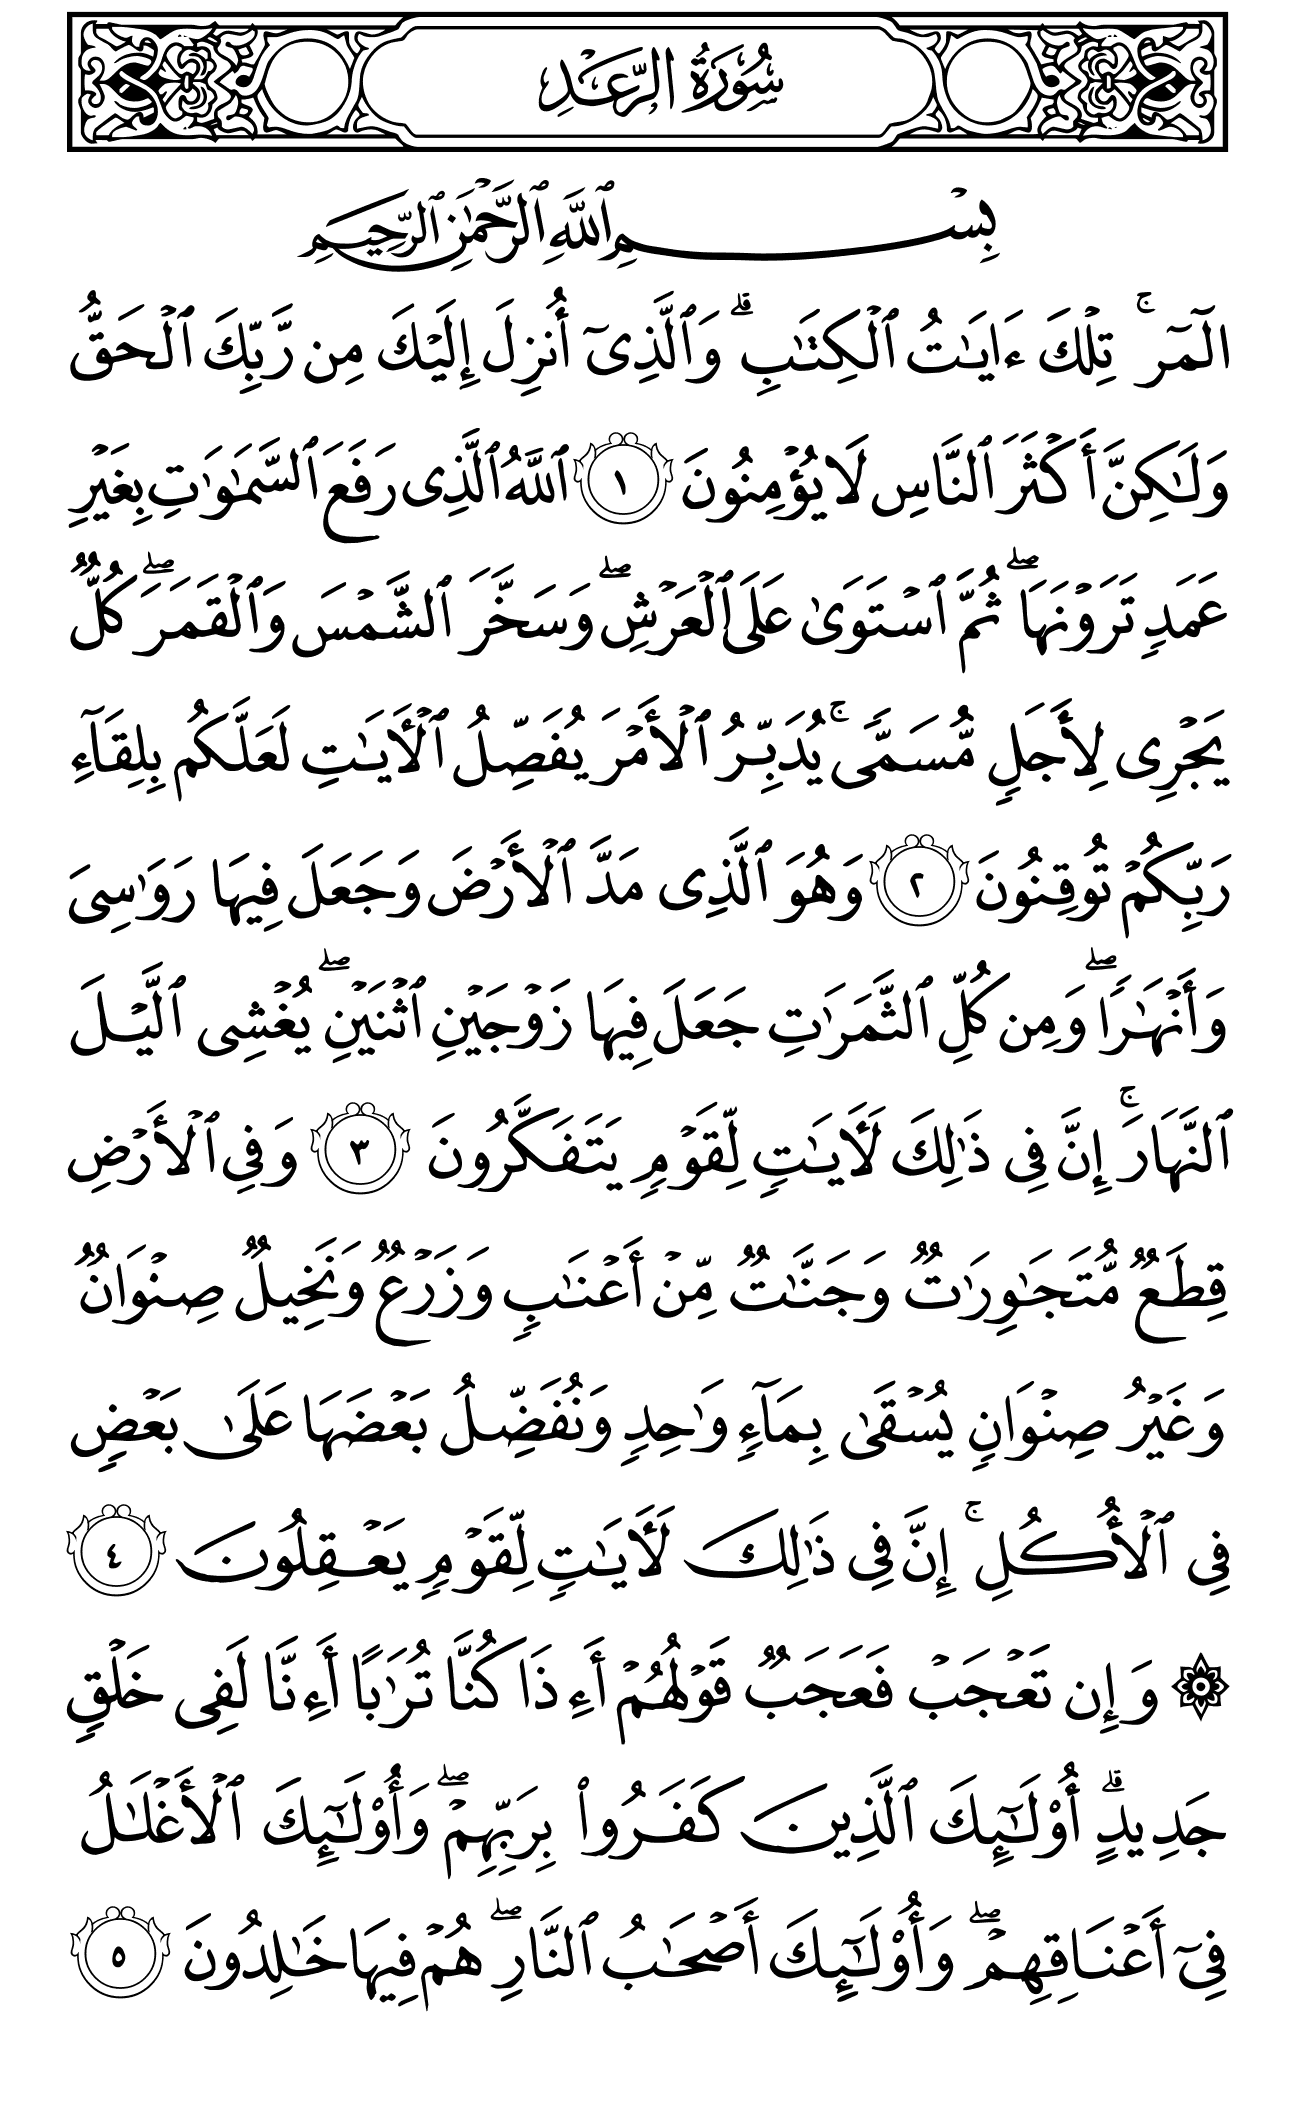 سُورَةُ الرَّعْدِ
بِسْمِ ٱللَّهِ ٱلرَّحْمَٰنِ ٱلرَّحِيمِ
الٓمٓر ۚ تِلْكَ ءَايَٰتُ ٱلْكِتَٰبِ ۗ وَٱلَّذِىٓ أُنزِلَ إِلَيْكَ مِن رَّبِّكَ ٱلْحَقُّ
وَلَٰكِنَّ أَكْثَرَ ٱلنَّاسِ لَا يُؤْمِنُونَ ١ ٱللَّهُ ٱلَّذِى رَفَعَ ٱلسَّمَٰوَٰتِ بِغَيْرِ
عَمَدٍ تَرَوْنَهَا ۖ ثُمَّ ٱسْتَوَىٰ عَلَى ٱلْعَرْشِ ۖ وَسَخَّرَ ٱلشَّمْسَ وَٱلْقَمَرَ ۖ كُلٌّ
يَجْرِى لِأَجَلٍ مُّسَمًّى ۚ يُدَبِّرُ ٱلْأَمْرَ يُفَصِّلُ ٱلْأَيَٰتِ لَعَلَّكُم بِلِقَآءِ
رَبِّكُمْ تُوقِنُونَ ٢ وَهُوَ ٱلَّذِى مَدَّ ٱلْأَرْضَ وَجَعَلَ فِيهَا رَوَٰسِىَ
وَأَنْهَٰرًا ۖ وَمِن كُلِّ ٱلثَّمَرَٰتِ جَعَلَ فِيهَا زَوْجَيْنِ ٱثْنَيْنِ ۖ يُغْشِى ٱلَّيْلَ
ٱلنَّهَارَ ۚ إِنَّ فِى ذَٰلِكَ لَأَيَٰتٍ لِّقَوْمٍ يَتَفَكَّرُونَ ٣ وَفِى ٱلْأَرْضِ
قِطَعٌ مُّتَجَٰوِرَٰتٌ وَجَنَّٰتٌ مِّنْ أَعْنَٰبٍ وَزَرْعٌ وَنَخِيلٌ صِنْوَانٌ
وَغَيْرُ صِنْوَانٍ يُسْقَىٰ بِمَآءٍ وَٰحِدٍ وَنُفَضِّلُ بَعْضَهَا عَلَىٰ بَعْضٍ
فِى ٱلْأُكُلِ ۚ إِنَّ فِى ذَٰلِكَ لَأَيَٰتٍ لِّقَوْمٍ يَعْقِلُونَ ٤
۞ وَإِن تَعْجَبْ فَعَجَبٌ قَوْلُهُمْ أَءِذَا كُنَّا تُرَٰبًا أَءِنَّا لَفِى خَلْقٍ
جَدِيدٍ ۗ أُو۟لَٰٓئِكَ ٱلَّذِينَ كَفَرُوا۟ بِرَبِّهِمْ ۖ وَأُو۟لَٰٓئِكَ ٱلْأَغْلَٰلُ
فِىٓ أَعْنَاقِهِمْ ۖ وَأُو۟لَٰٓئِكَ أَصْحَٰبُ ٱلنَّارِ ۖ هُمْ فِيهَا خَٰلِدُونَ ٥